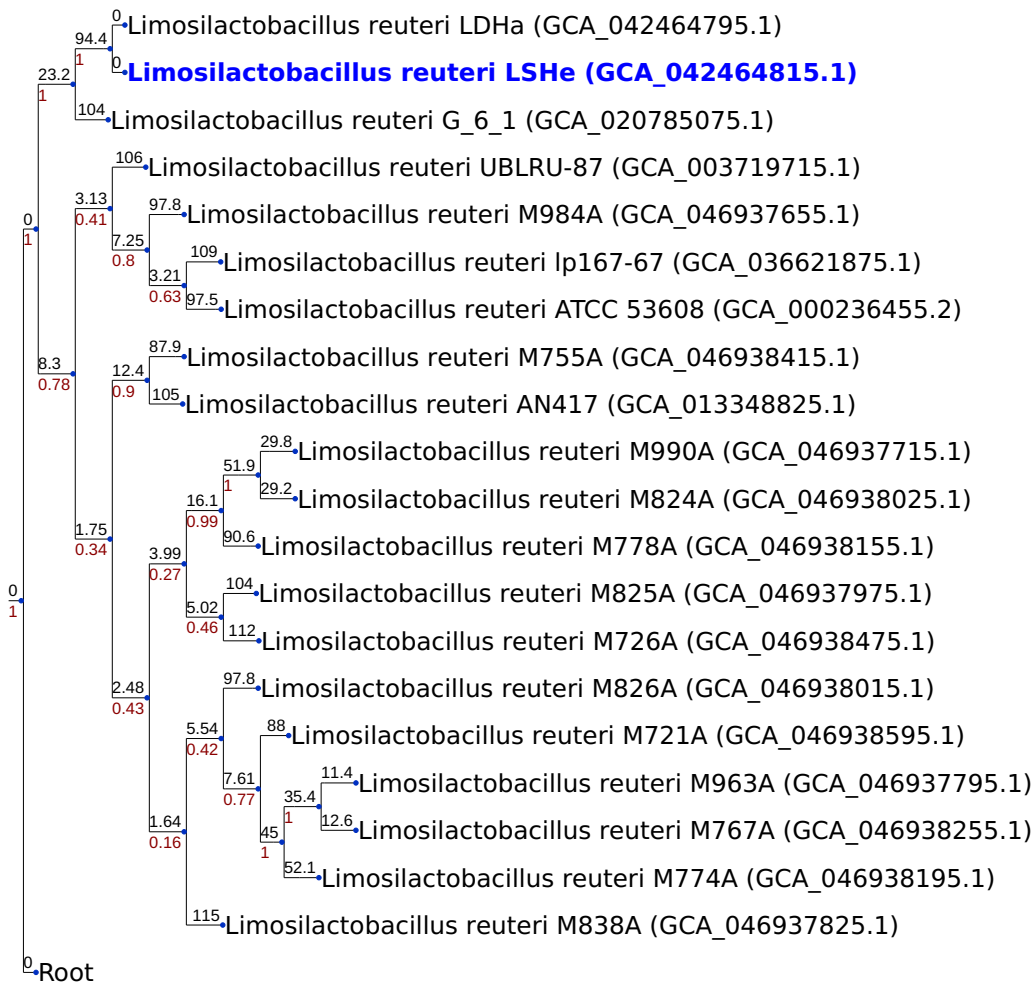 0
Limosilactobacillus reuteri LDHa (GCA_042464795.1)
94.4
1
0
Limosilactobacillus reuteri LSHe (GCA_042464815.1)
23.2
1
104
Limosilactobacillus reuteri G_6_1 (GCA_020785075.1)
106
Limosilactobacillus reuteri UBLRU-87 (GCA_003719715.1)
3.13
0.41
97.8
Limosilactobacillus reuteri M984A (GCA_046937655.1)
0
1
7.25
0.8
109
Limosilactobacillus reuteri lp167-67 (GCA_036621875.1)
3.21
0.63
97.5
Limosilactobacillus reuteri ATCC 53608 (GCA_000236455.2)
87.9
Limosilactobacillus reuteri M755A (GCA_046938415.1)
8.3
0.78
12.4
0.9
105
Limosilactobacillus reuteri AN417 (GCA_013348825.1)
29.8
Limosilactobacillus reuteri M990A (GCA_046937715.1)
51.9
1
29.2
Limosilactobacillus reuteri M824A (GCA_046938025.1)
16.1
0.99
90.6
Limosilactobacillus reuteri M778A (GCA_046938155.1)
1.75
0.34
3.99
0.27
104
Limosilactobacillus reuteri M825A (GCA_046937975.1)
0
1
5.02
0.46
112
Limosilactobacillus reuteri M726A (GCA_046938475.1)
97.8
Limosilactobacillus reuteri M826A (GCA_046938015.1)
2.48
0.43
5.54
0.42
88
Limosilactobacillus reuteri M721A (GCA_046938595.1)
7.61
0.77
11.4
Limosilactobacillus reuteri M963A (GCA_046937795.1)
35.4
1
12.6
Limosilactobacillus reuteri M767A (GCA_046938255.1)
1.64
0.16
45
1
52.1
Limosilactobacillus reuteri M774A (GCA_046938195.1)
115
Limosilactobacillus reuteri M838A (GCA_046937825.1)
0
Root